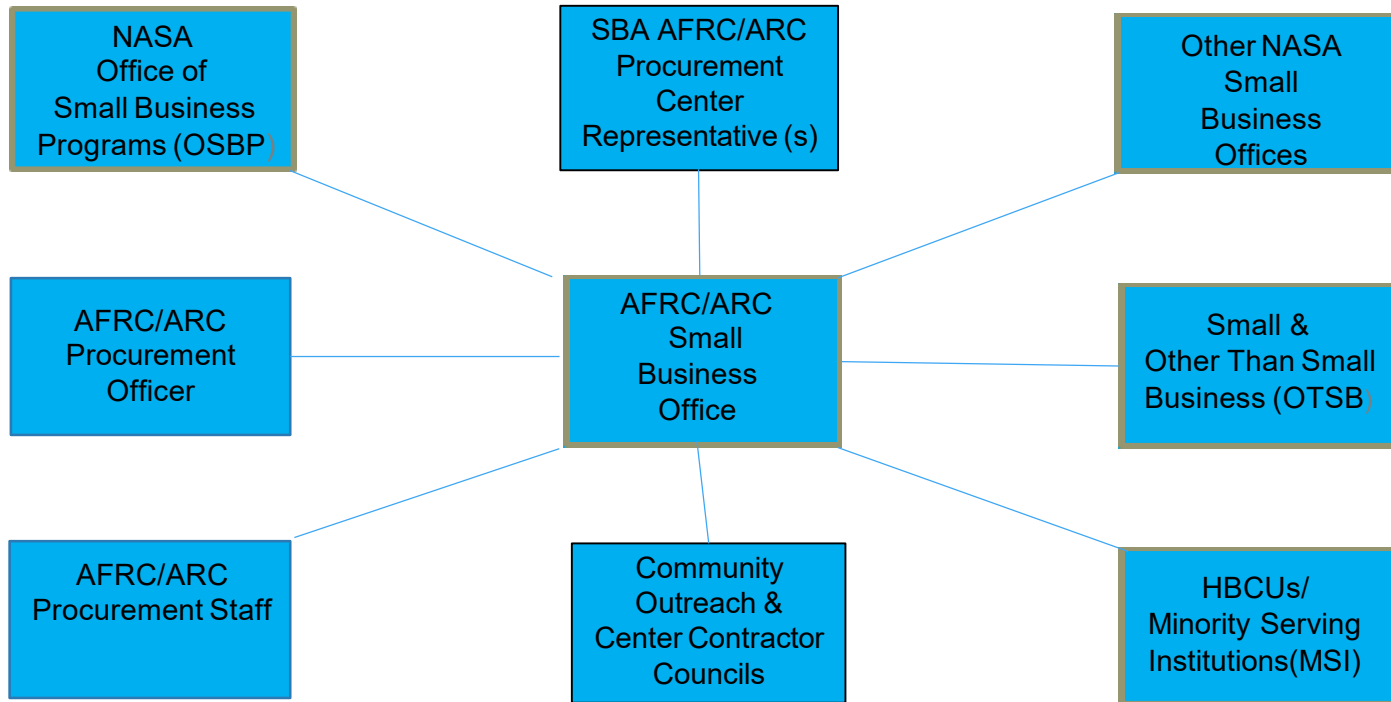 NASA
Office of
Small Business
Programs (OSBP)
SBA AFRC/ARC
Procurement
Center
Representative (s)
Other NASA
Small
Business
Offices
AFRC/ARC
Procurement
Officer
AFRC/ARC
Small
Business
Office
Small &
Other Than Small
Business (OTSB)
AFRC/ARC
Procurement Staff
Community
Outreach &
Center Contractor
Councils
HBCUs/
Minority Serving
Institutions(MSI)